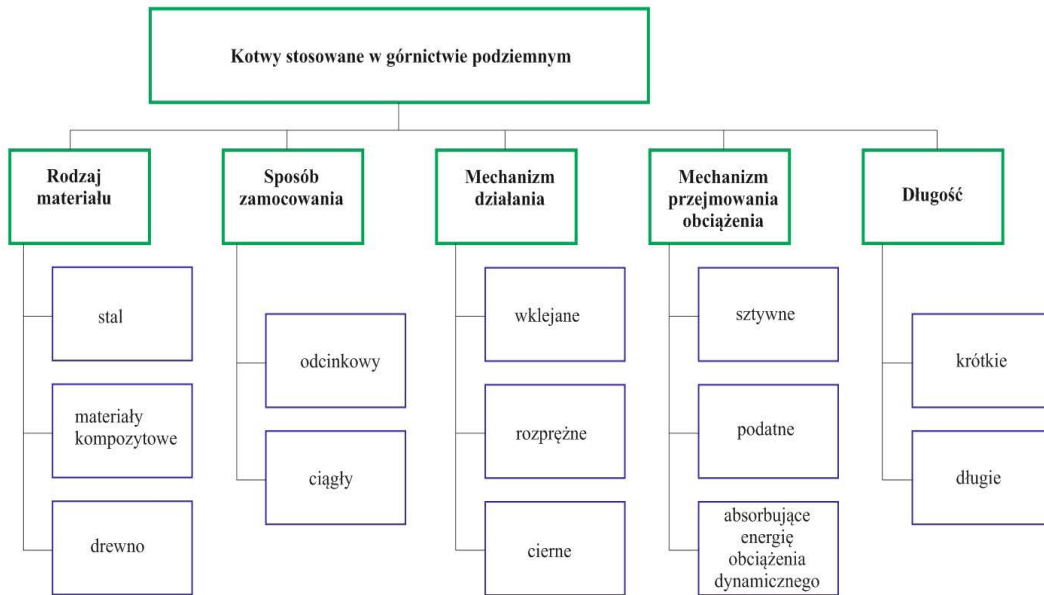 Kotwy stosowane w górnictwie podziemnym
Rodzaj
materiału
stal
materiały
kompozytowe
drewno
Sposób
zamocowania
odcinkowy
ciągły
Mechanizm
działania
wklejane
rozprężne
cierne
Mechanizm
przejmowania
obciążenia
sztywne
podatne
absorbujące
energię
obciążenia
dynamicznego
Długość
krótkie
długie